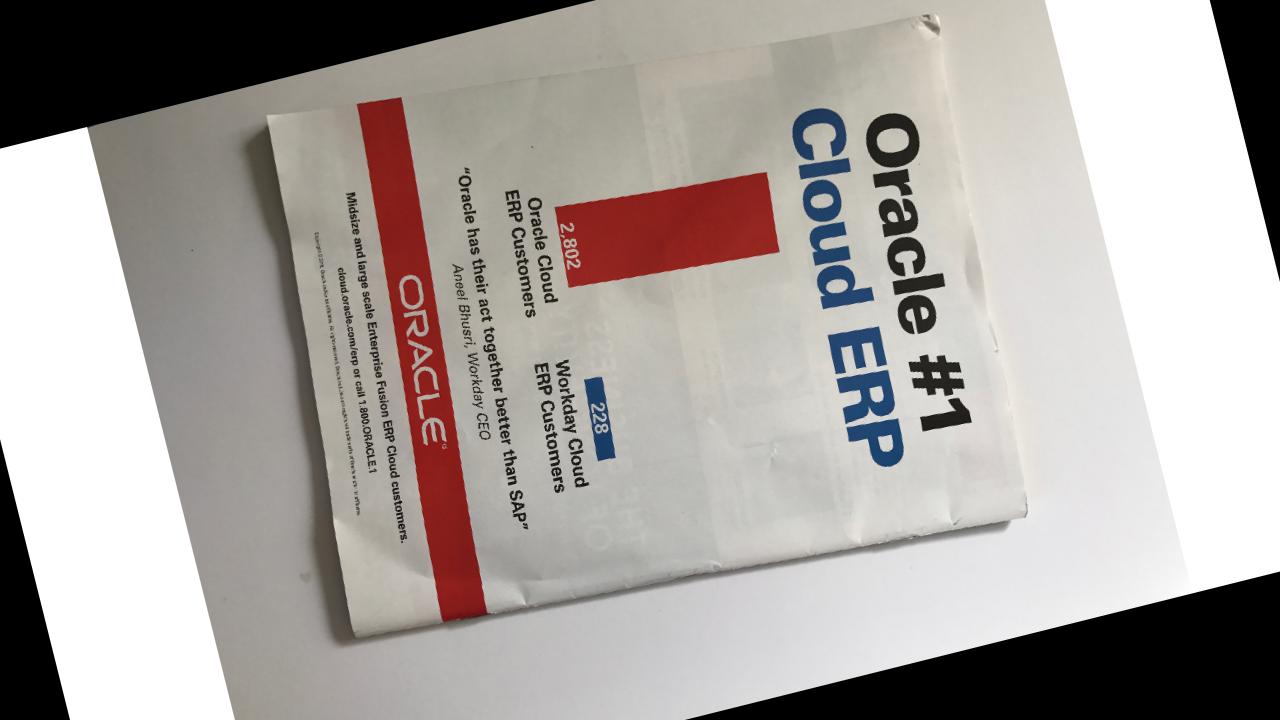 Oracle #1
Cloud ERP
2,802
228
Oracle Cloud
ERP Customers
Workday Cloud
ERP Customers
“Oracle has their act together better than SAP”
Aneel Bhusri, Workday CEO
ORACLE®
Midsize and large scale Enterprise Fusion ERP Cloud customers.
cloud.oracle.com/erp or call 1.800.ORACLE.1